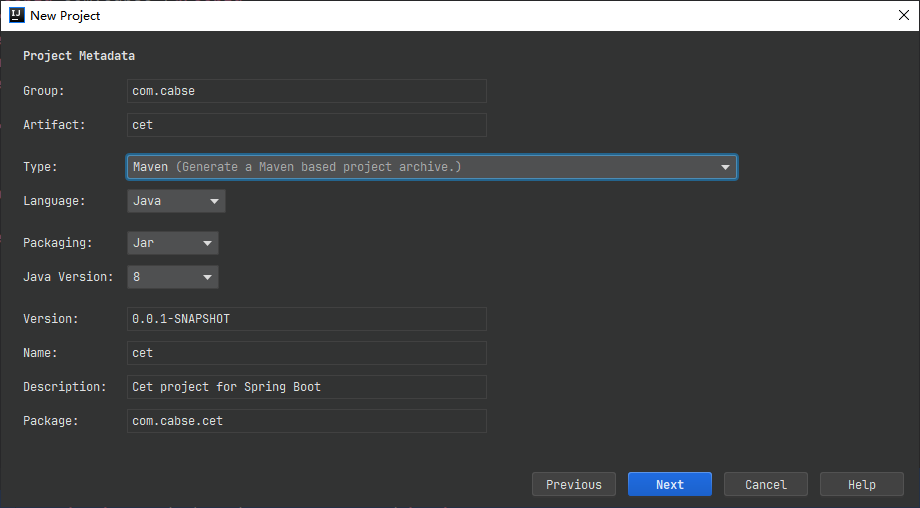 IJ New Project
Project Metadata
Group: com.cabse
Artifact: cet
Type: Maven (Generate a Maven based project archive.)
Language: Java
Packaging: Jar
Java Version: 8
Version: 0.0.1-SNAPSHOT
Name: cet
Description: Cet project for Spring Boot
Package: com.cabse.cet
Previous Next Cancel Help